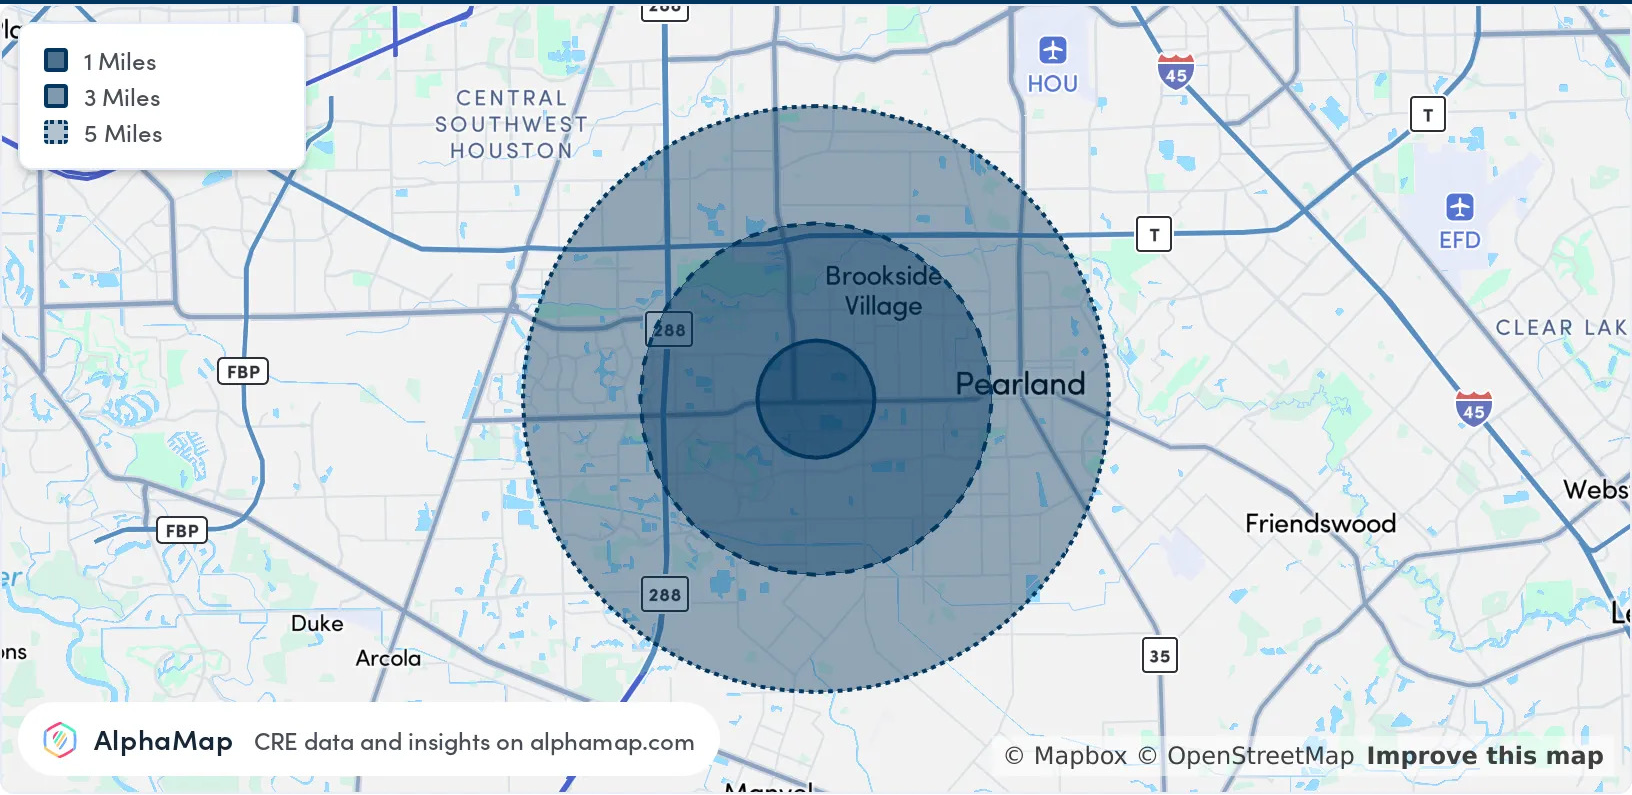 288
1 Miles
3 Miles
5 Miles
CENTRAL
SOUTHWEST
HOUSTON
HOU
45
T
T
EFD
Brookside
Village
288
CLEAR LAK
FBP
Pearland
45
Webs
FBP
Friendswood
288
Duke
Arcola
35
AlphaMap CRE data and insights on alphamap.com
© Mapbox © OpenStreetMap Improve this map
Manvel